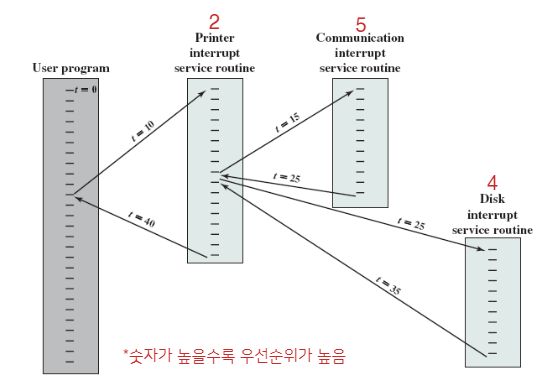 2
Printer
interrupt
service routine
5
Communication
interrupt
service routine
User program
t = 0
t = 10
t = 15
t = 25
t = 40
4
Disk
interrupt
service routine
t = 25
t = 35
*숫자가 높을수록 우선순위가 높음